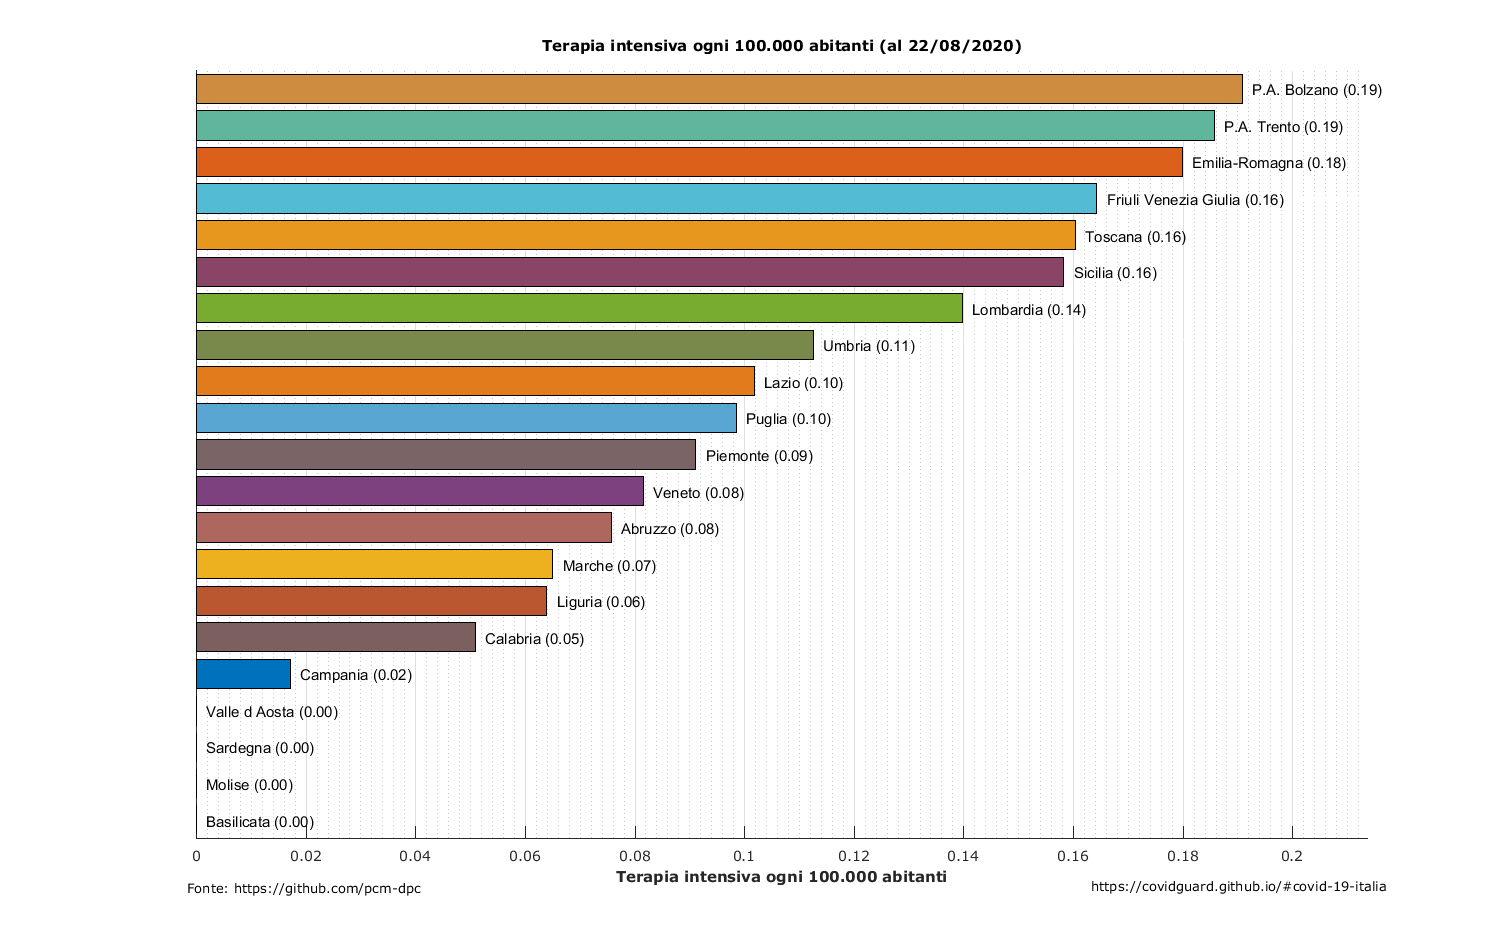 Terapia intensiva ogni 100.000 abitanti (al 22/08/2020)
P.A. Bolzano (0.19)
P.A. Trento (0.19)
Emilia-Romagna (0.18)
Friuli Venezia Giulia (0.16)
Toscana (0.16)
Sicilia (0.16)
Lombardia (0.14)
Umbria (0.11)
Lazio (0.10)
Puglia (0.10)
Piemonte (0.09)
Veneto (0.08)
Abruzzo (0.08)
Marche (0.07)
Liguria (0.06)
Calabria (0.05)
Campania (0.02)
Valle d Aosta (0.00)
Sardegna (0.00)
Molise (0.00)
Basilicata (0.00)
0 0.02 0.04 0.06 0.08 0.1 0.12 0.14 0.16 0.18 0.2
Terapia intensiva ogni 100.000 abitanti
Fonte: https://github.com/pcm-dpc
https://covidguard.github.io/#covid-19-italia